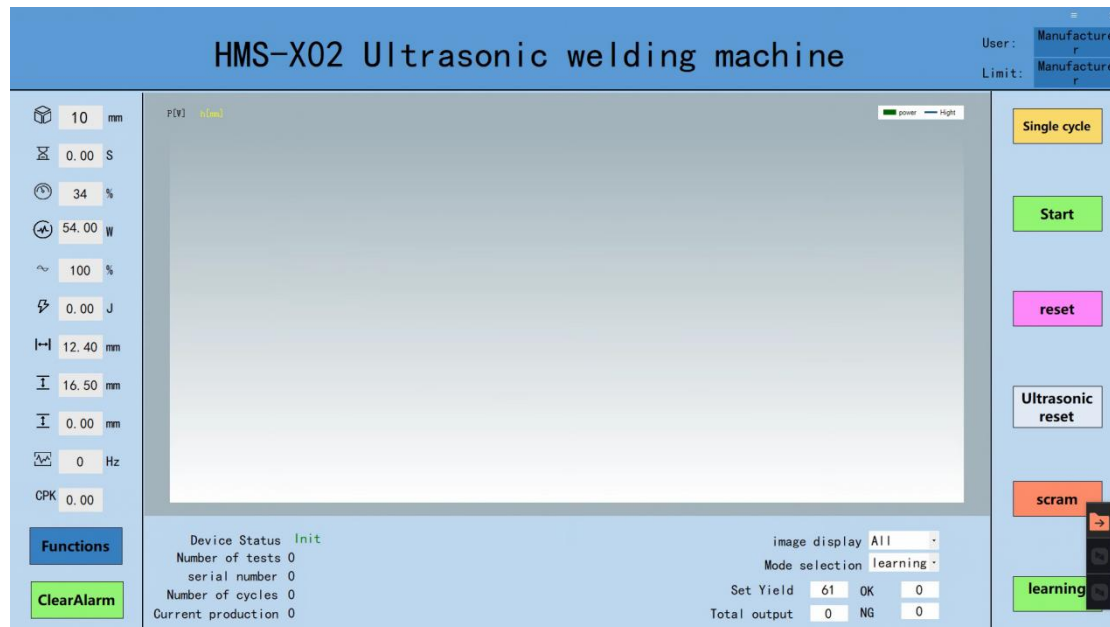 HMS-X02 Ultrasonic welding machine
User: Manufacturer
Limit: Manufacturer
10 mm
0.00 S
34 %
54.00 W
100 %
0.00 J
12.40 mm
16.50 mm
0.00 mm
0 Hz
CPK 0.00
Functions
ClearAlarm
P[W] h[mm]
power Hight
Device Status Init
Number of tests 0
serial number 0
Number of cycles 0
Current production 0
image display All
Mode selection learning
Set Yield 61 OK 0
Total output 0 NG 0
Single cycle
Start
reset
Ultrasonic
reset
scram
learning